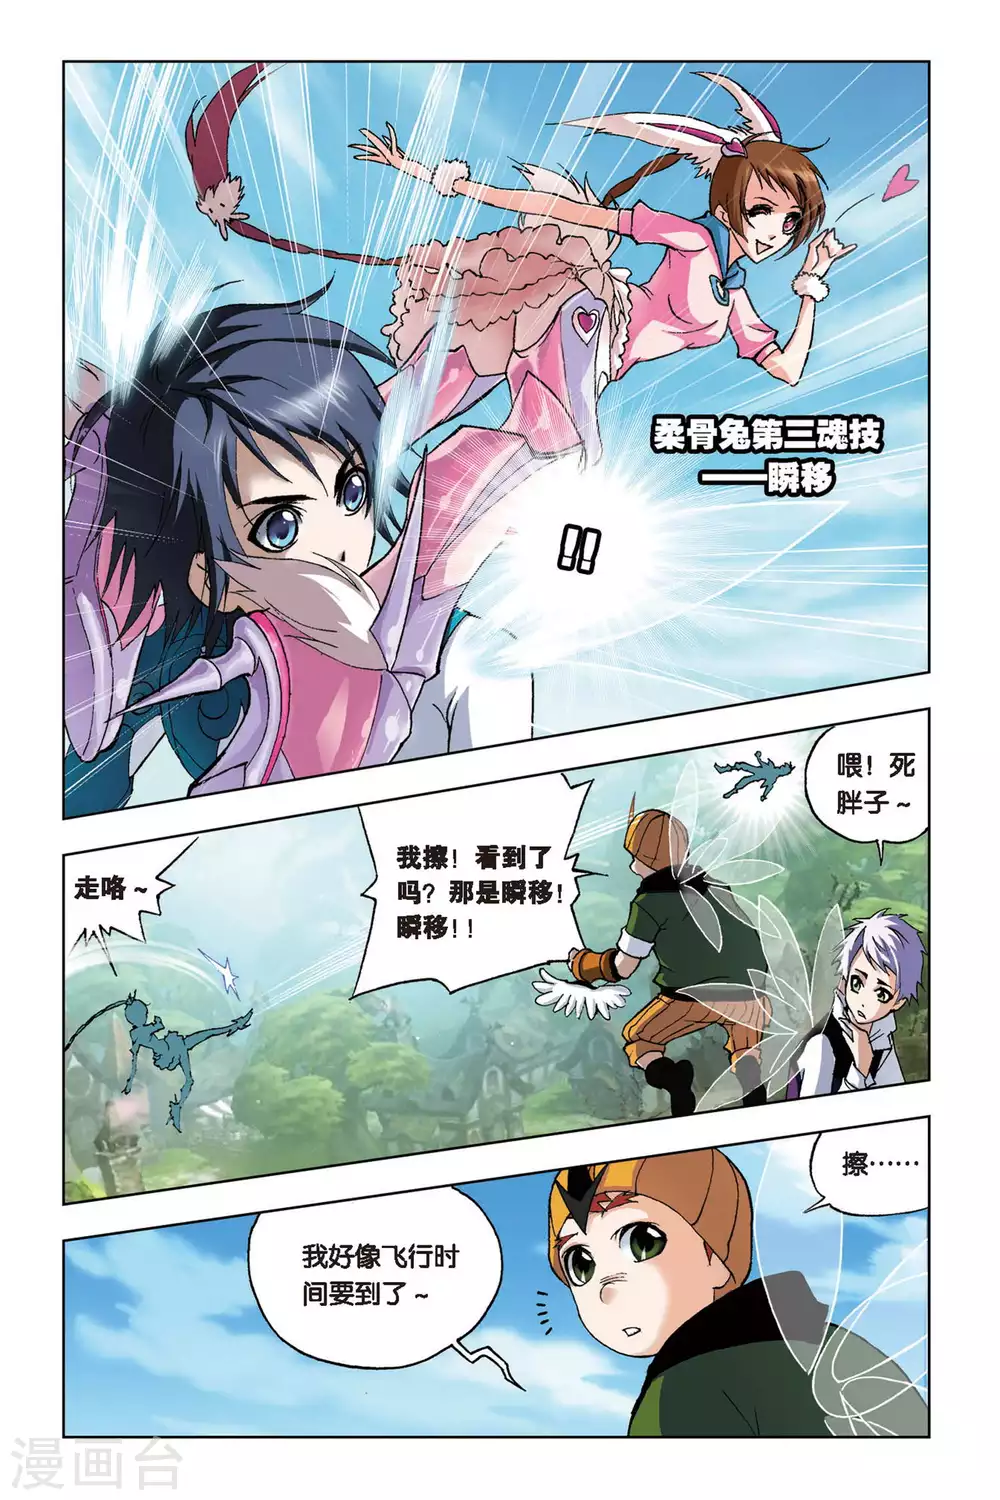 柔骨兔第三魂技
——瞬移
!!
喂！死
胖子～
我擦！看到了
吗？那是瞬移！
瞬移！！
走咯～
擦……
我好像飞行时
间要到了～
漫画台